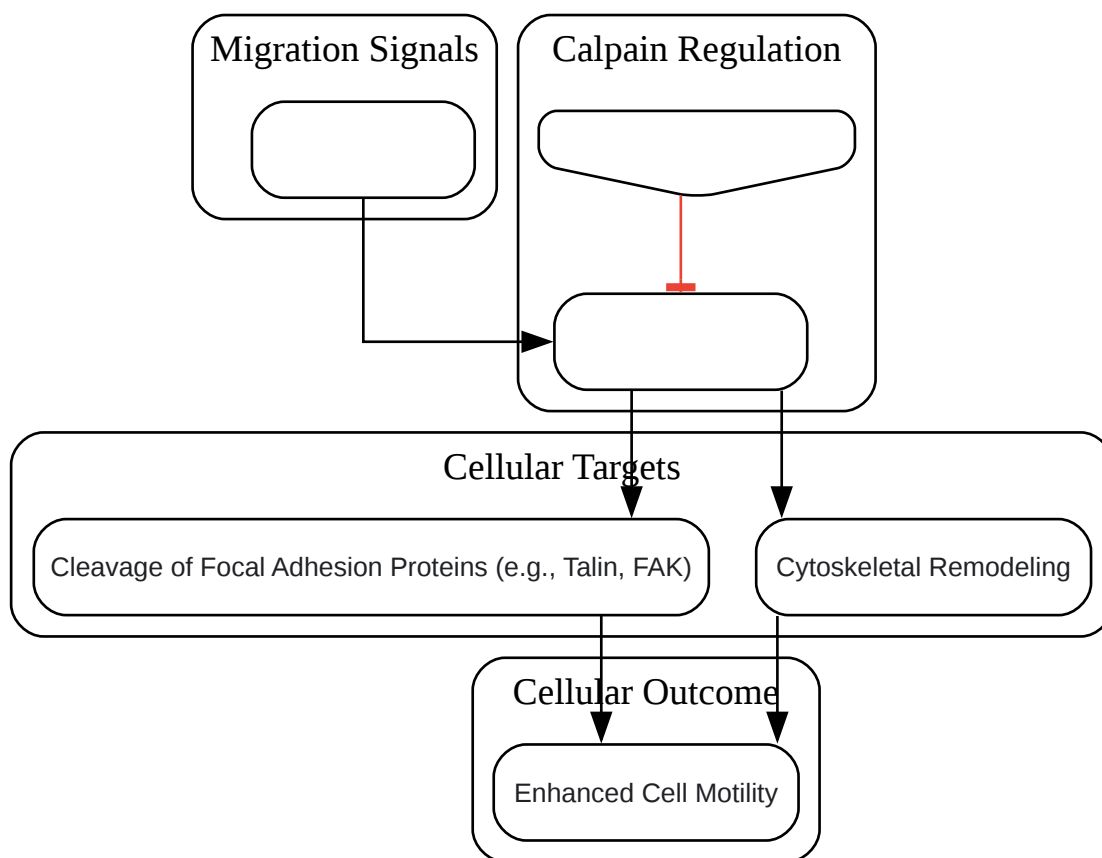 Migration Signals
Calpain Regulation
Cellular Targets
Cleavage of Focal Adhesion Proteins (e.g., Talin, FAK)
Cytoskeletal Remodeling
Cellular Outcome
Enhanced Cell Motility